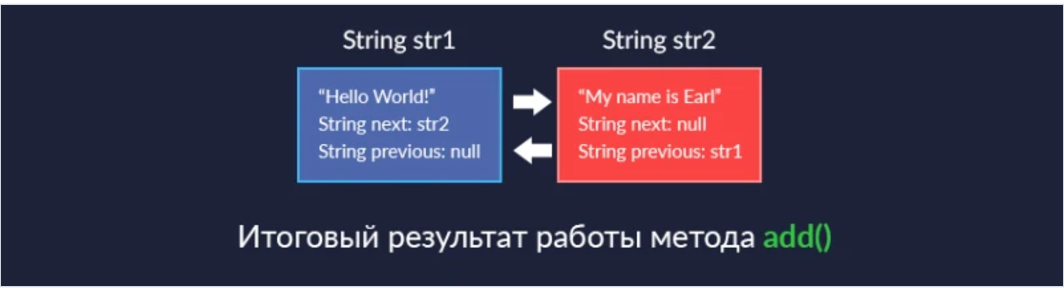 String str1
String str2
“Hello World!”
String next: str2
String previous: null
“My name is Earl”
String next: null
String previous: str1
Итоговый результат работы метода add()